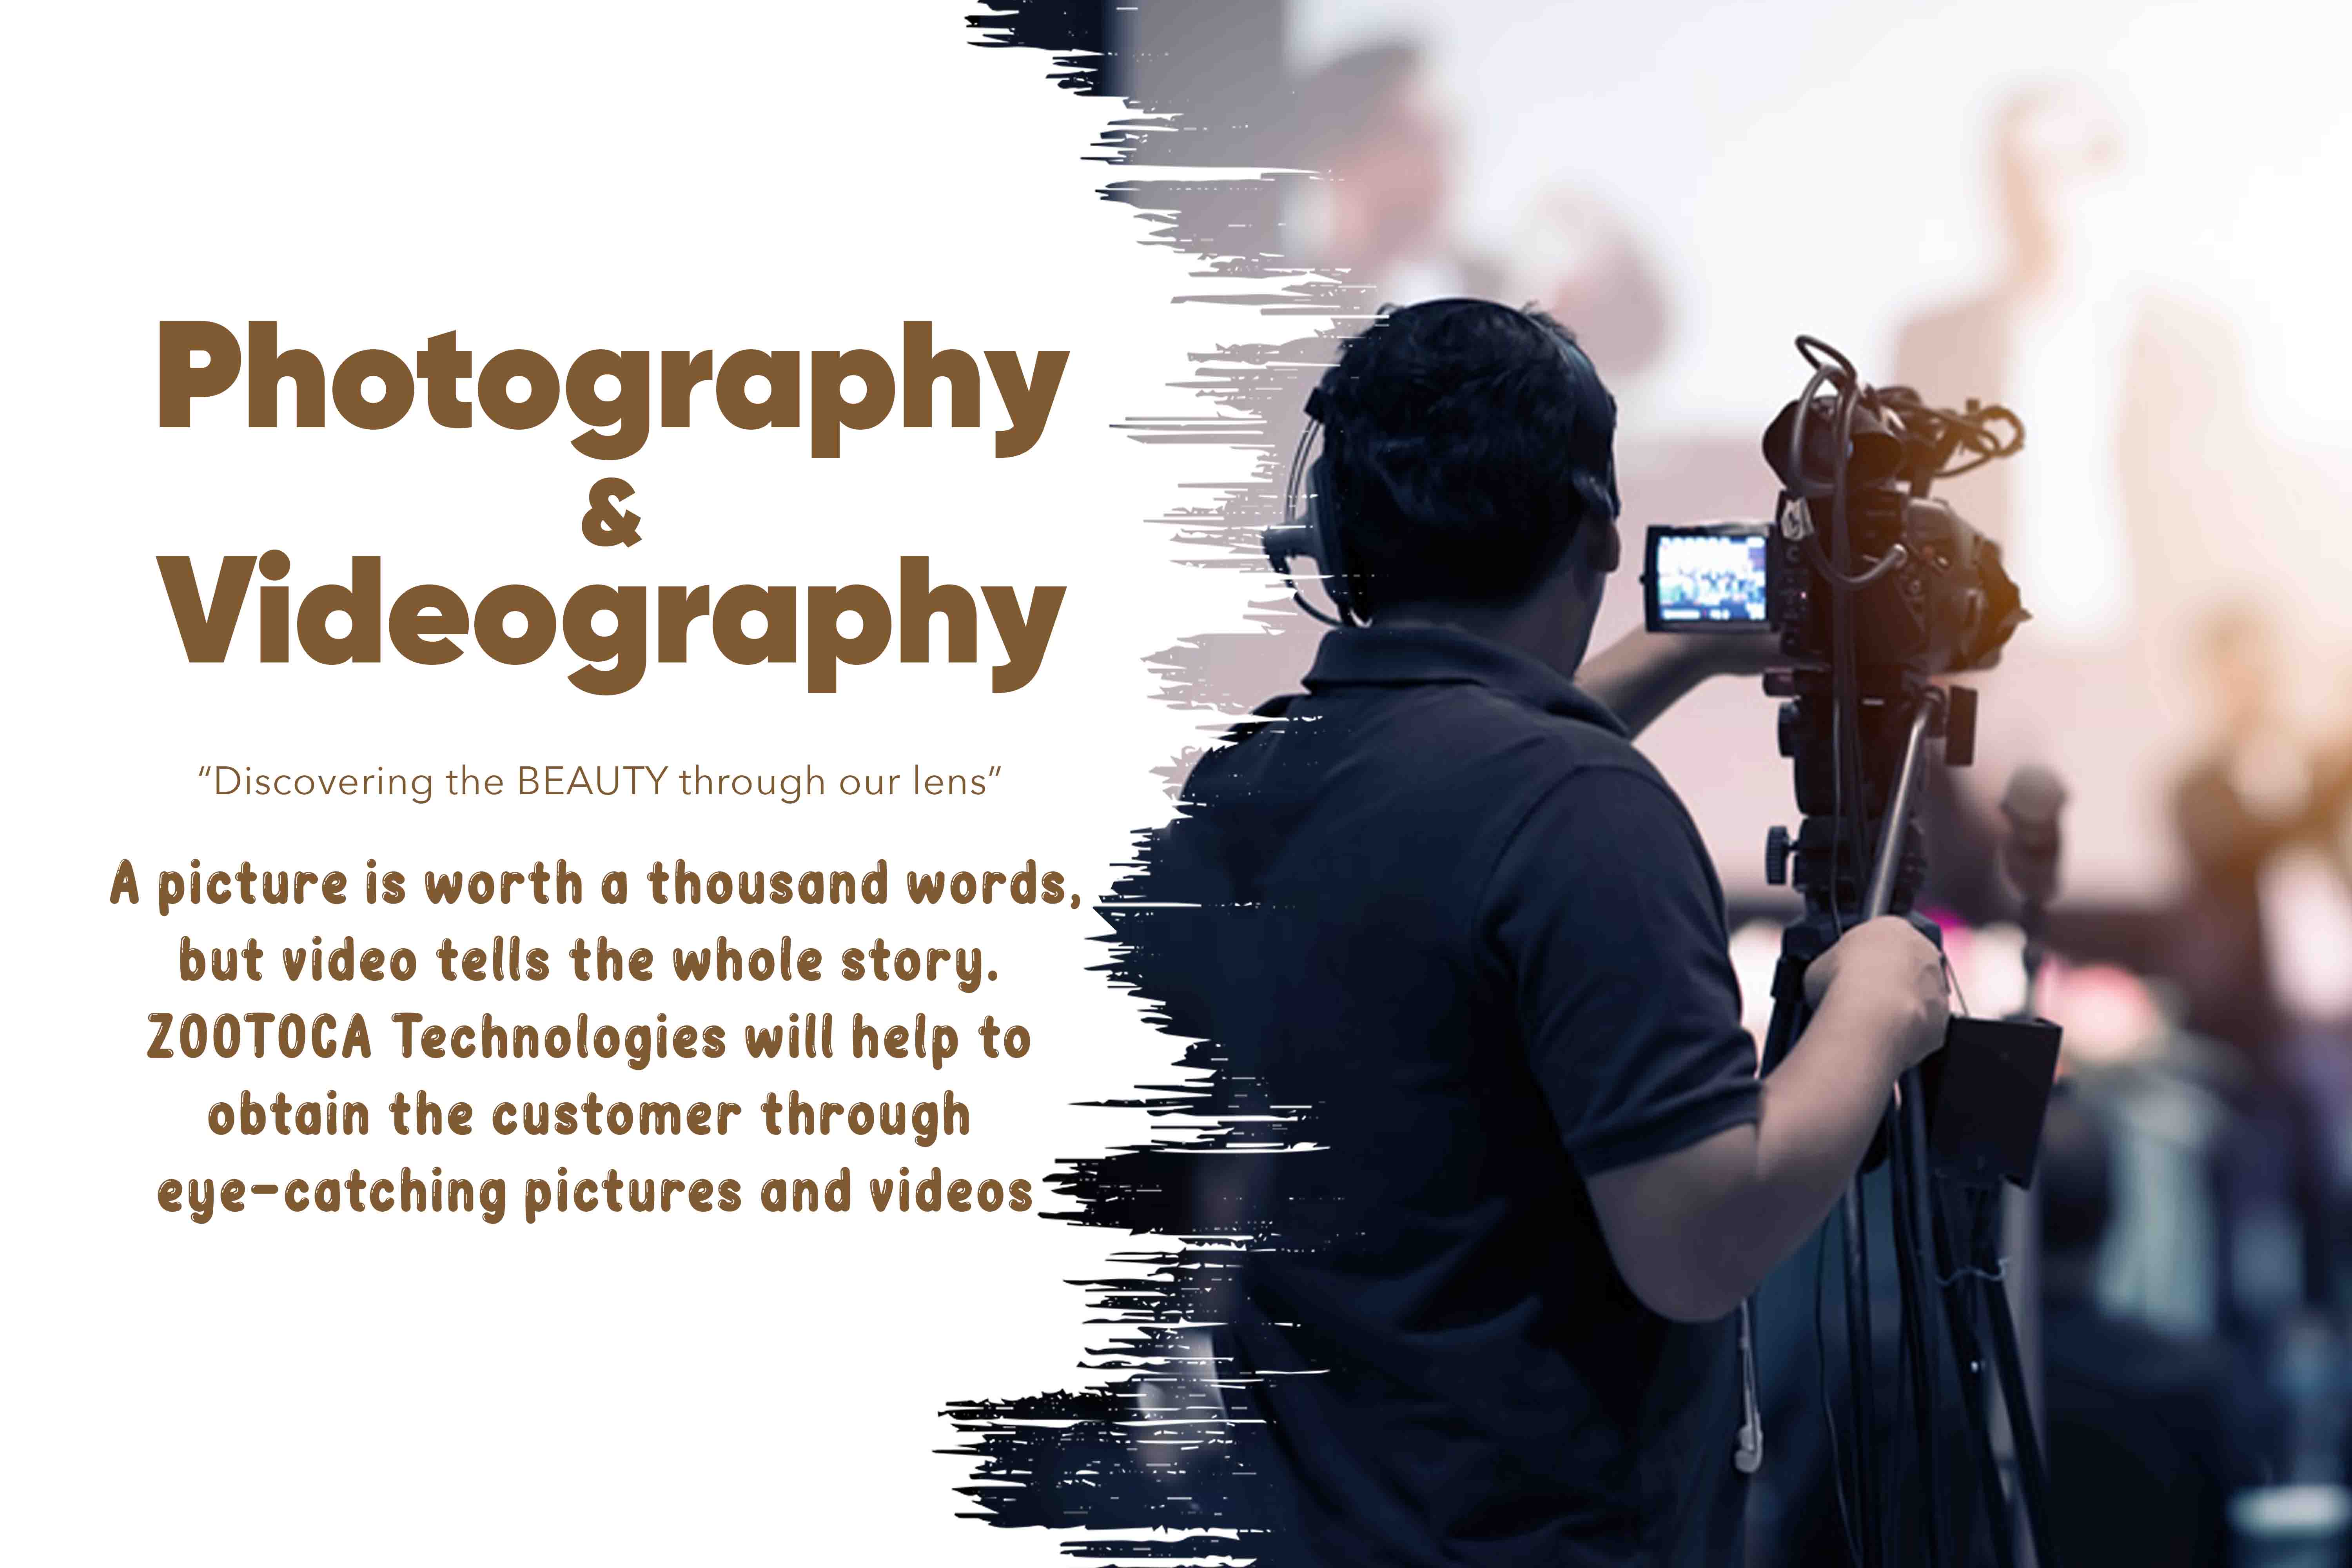 Photography
&
Videography
“Discovering the BEAUTY through our lens”
A picture is worth a thousand words,
but video tells the whole story.
ZOOTOCA Technologies will help to
obtain the customer through
eye-catching pictures and videos